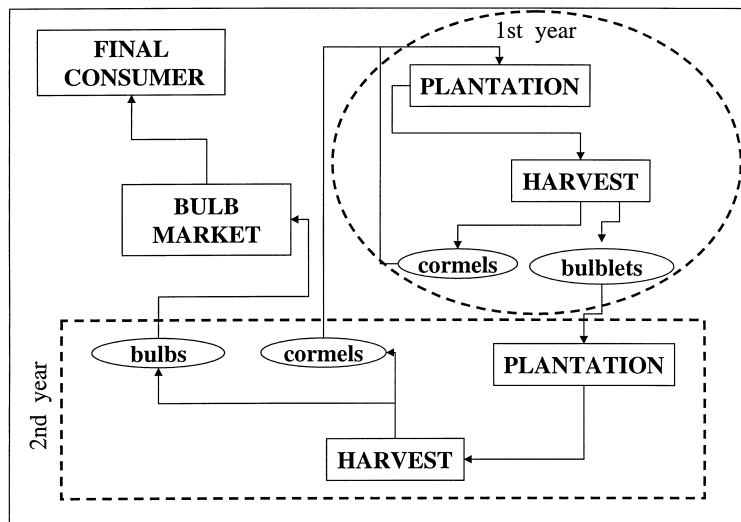 1st year
FINAL
CONSUMER
PLANTATION
HARVEST
BULB
MARKET
cormels
bulblets
2nd year
bulbs
cormels
PLANTATION
HARVEST